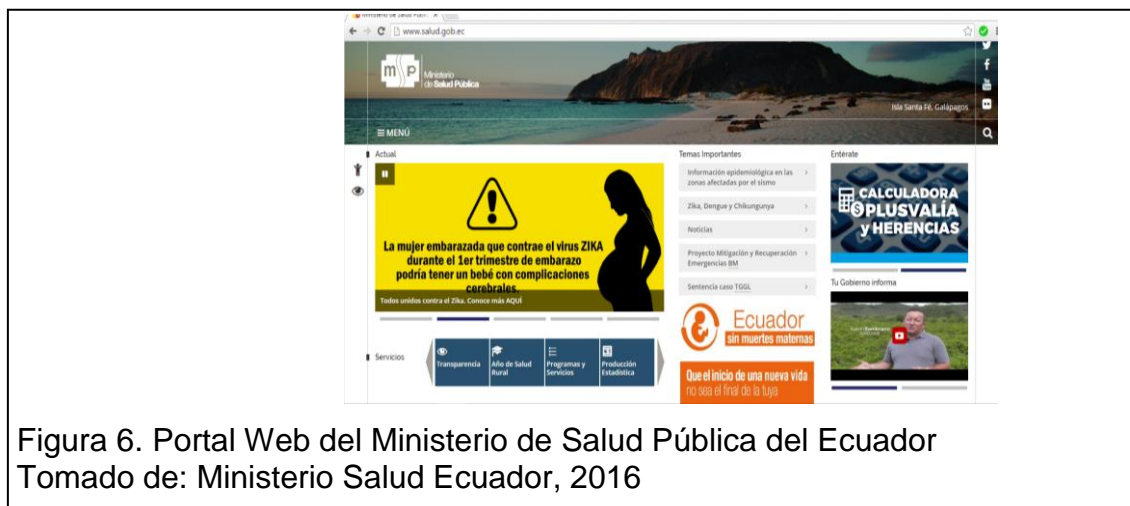 Ministerio de Salud Públ...
www.salud.gob.ec
m s P Ministerio
de Salud Pública
Isla Santa Fé, Galápagos
MENÚ
Actual
La mujer embarazada que contrae el virus ZIKA
durante el 1er trimestre de embarazo
podría tener un bebé con complicaciones
cerebrales.
Todos unidos contra el Zika. Conoce más AQUÍ
Servicios
Transparencia
Año de Salud
Rural
Programas y
Servicios
Producción
Estadística
Temas Importantes
Información epidemiológica en las
zonas afectadas por el sismo
Zika, Dengue y Chikungunya
Noticias
Proyecto Mitigación y Recuperación
Emergencias BM
Sentencia caso TGGL
Ecuador
sin muertes maternas
Que el inicio de una nueva vida
no sea el final de la tuya
Entérate
CALCULADORA
PLUSVALÍA
y HERENCIAS
Tu Gobierno informa
Figura 6. Portal Web del Ministerio de Salud Pública del Ecuador
Tomado de: Ministerio Salud Ecuador, 2016